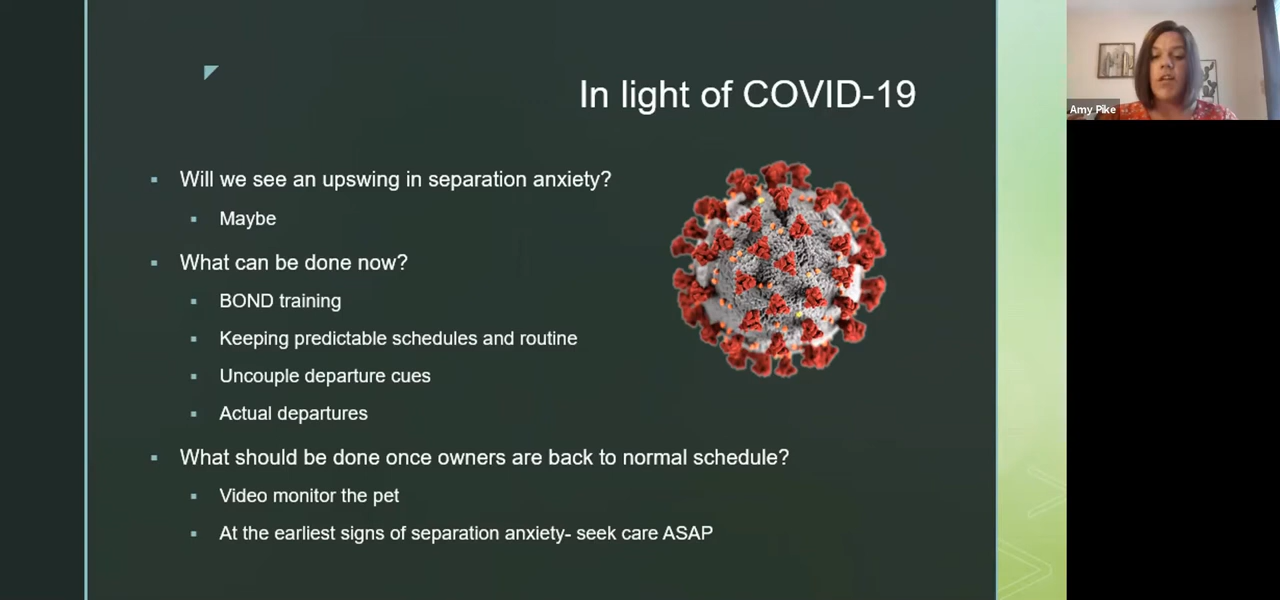 In light of COVID-19
Will we see an upswing in separation anxiety?
Maybe
What can be done now?
BOND training
Keeping predictable schedules and routine
Uncouple departure cues
Actual departures
What should be done once owners are back to normal schedule?
Video monitor the pet
At the earliest signs of separation anxiety- seek care ASAP
Amy Pike